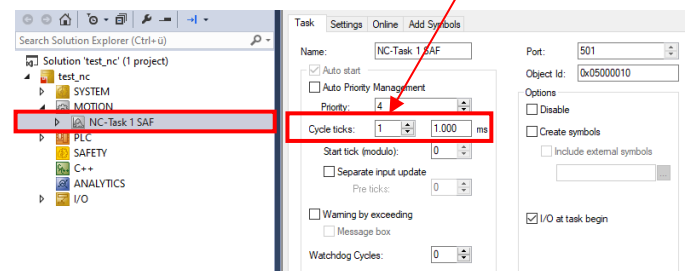 Search Solution Explorer (Ctrl+ü)
Solution 'test_nc' (1 project)
test_nc
SYSTEM
MOTION
NC-Task 1 SAF
PLC
SAFETY
C++
ANALYTICS
I/O
Task Settings Online Add Symbols
Name: NC-Task 1 SAF
Auto start
Auto Priority Management
Priority: 4
Cycle ticks: 1 1.000 ms
Start tick (modulo): 0
Separate input update
Pre ticks: 0
Warning by exceeding
Message box
Watchdog Cycles: 0
Port: 501
Object Id: 0x05000010
Options
Disable
Create symbols
Include external symbols
...
I/O at task begin